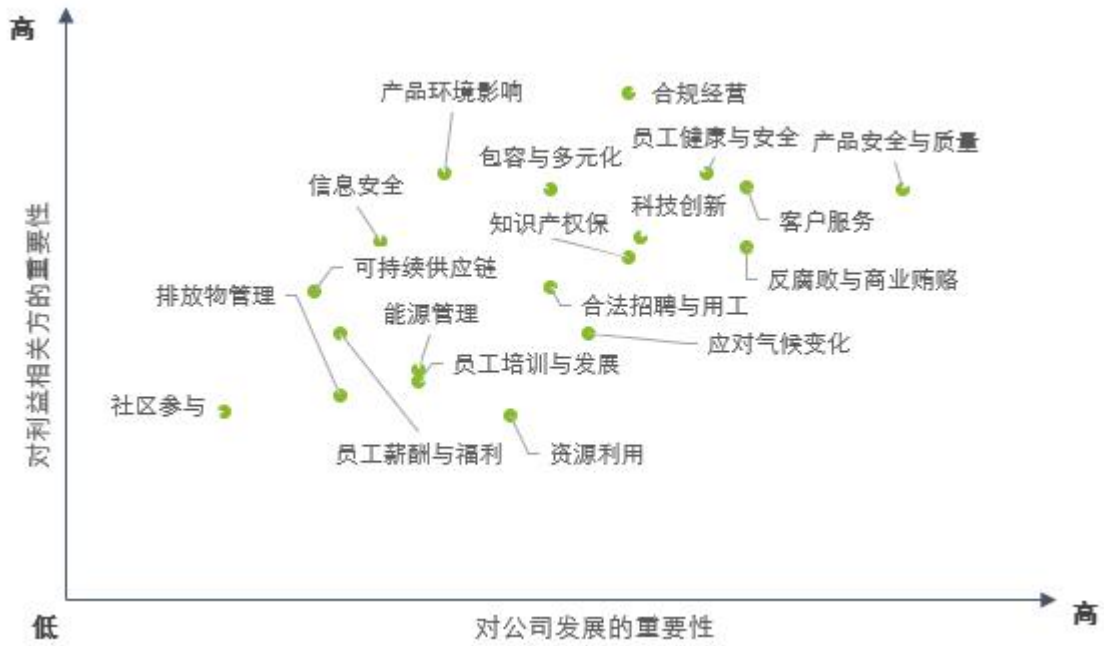 高
产品环境影响
合规经营
员工健康与安全
产品安全与质量
包容与多元化
信息安全
科技创新
知识产权保
客户服务
可持续供应链
反腐败与商业贿赂
排放物管理
能源管理
合法招聘与用工
应对气候变化
员工培训与发展
社区参与
员工薪酬与福利
资源利用
对利益相关方的重要性
低
对公司发展的重要性
高